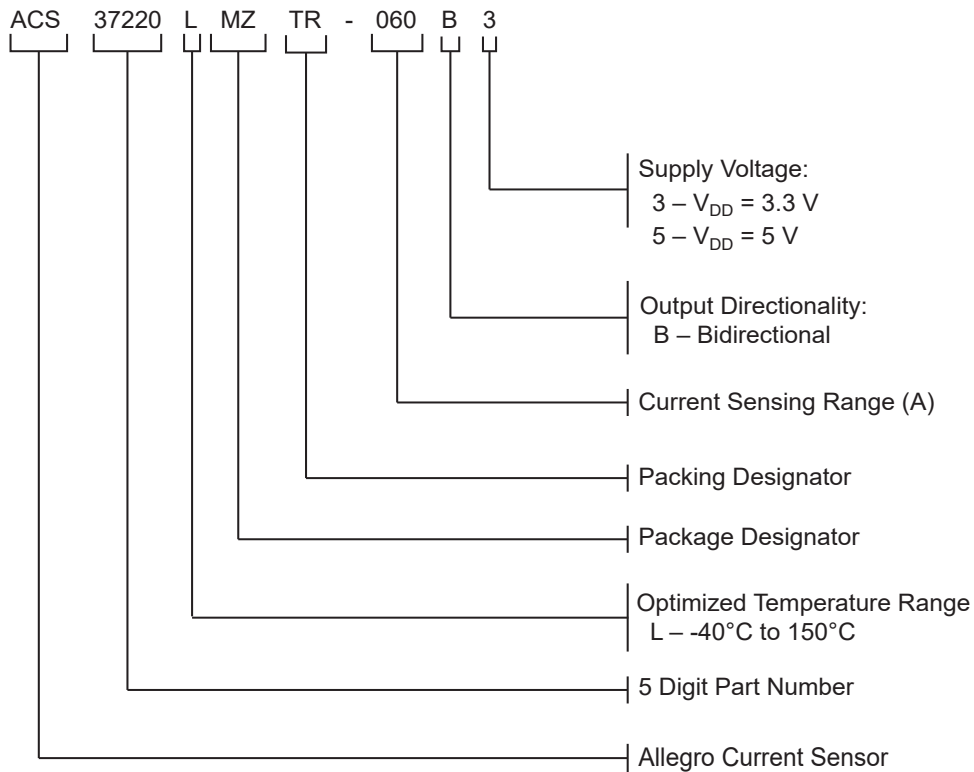 ACS 37220 L MZ TR - 060 B 3
Supply Voltage:
3 – VDD = 3.3 V
5 – VDD = 5 V
Output Directionality:
B – Bidirectional
Current Sensing Range (A)
Packing Designator
Package Designator
Optimized Temperature Range
L – -40°C to 150°C
5 Digit Part Number
Allegro Current Sensor